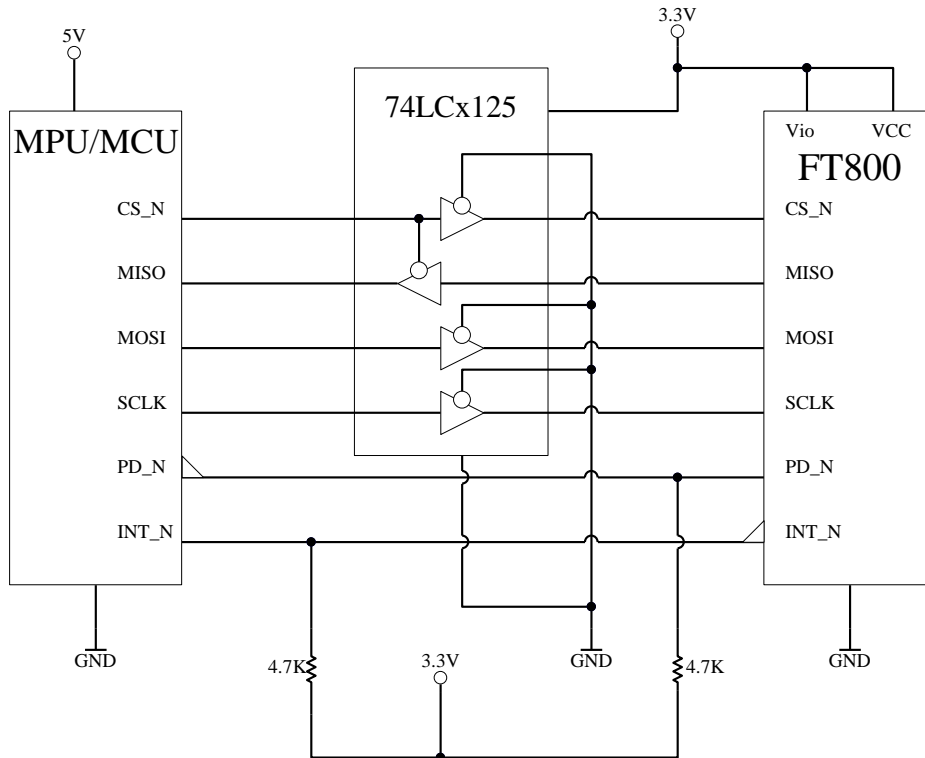 3.3V
5V
74LCx125
MPU/MCU
Vio VCC
FT800
CS_N CS_N
MISO MISO
MOSI MOSI
SCLK SCLK
PD_N PD_N
INT_N INT_N
GND 4.7K 3.3V GND 4.7K GND